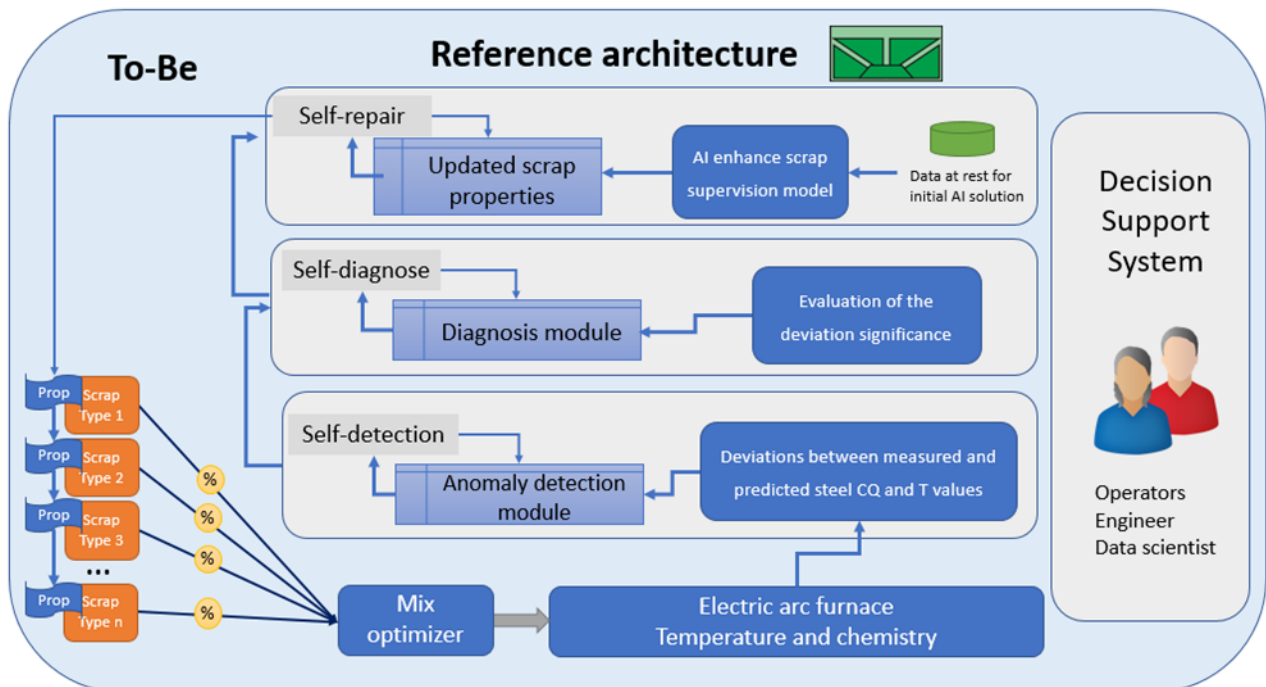 To-Be
Reference architecture
Self-repair
Updated scrap
properties
AI enhance scrap
supervision model
Data at rest for
initial AI solution
Decision
Support
System
Self-diagnose
Diagnosis module
Evaluation of the
deviation significance
Self-detection
Anomaly detection
module
Deviations between measured and
predicted steel CQ and T values
Operators
Engineer
Data scientist
Prop
Scrap
Type 1
%
Prop
Scrap
Type 2
%
Prop
Scrap
Type 3
%
...
Prop
Scrap
Type n
%
Mix
optimizer
Electric arc furnace
Temperature and chemistry